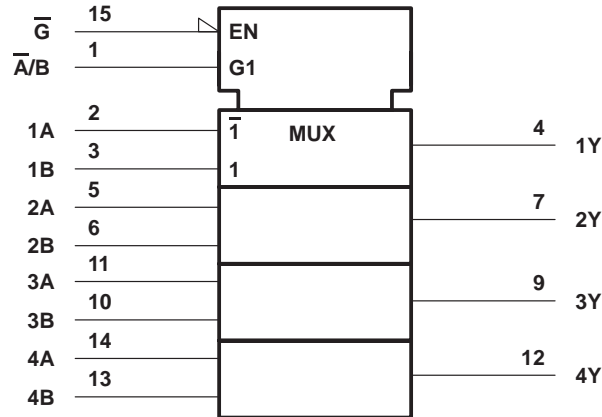 G̅ 15 EN
A̅/B 1 G1
1A 2 1̅ MUX 4 1Y
1B 3 1
2A 5 7 2Y
2B 6
3A 11 9 3Y
3B 10
4A 14 12 4Y
4B 13